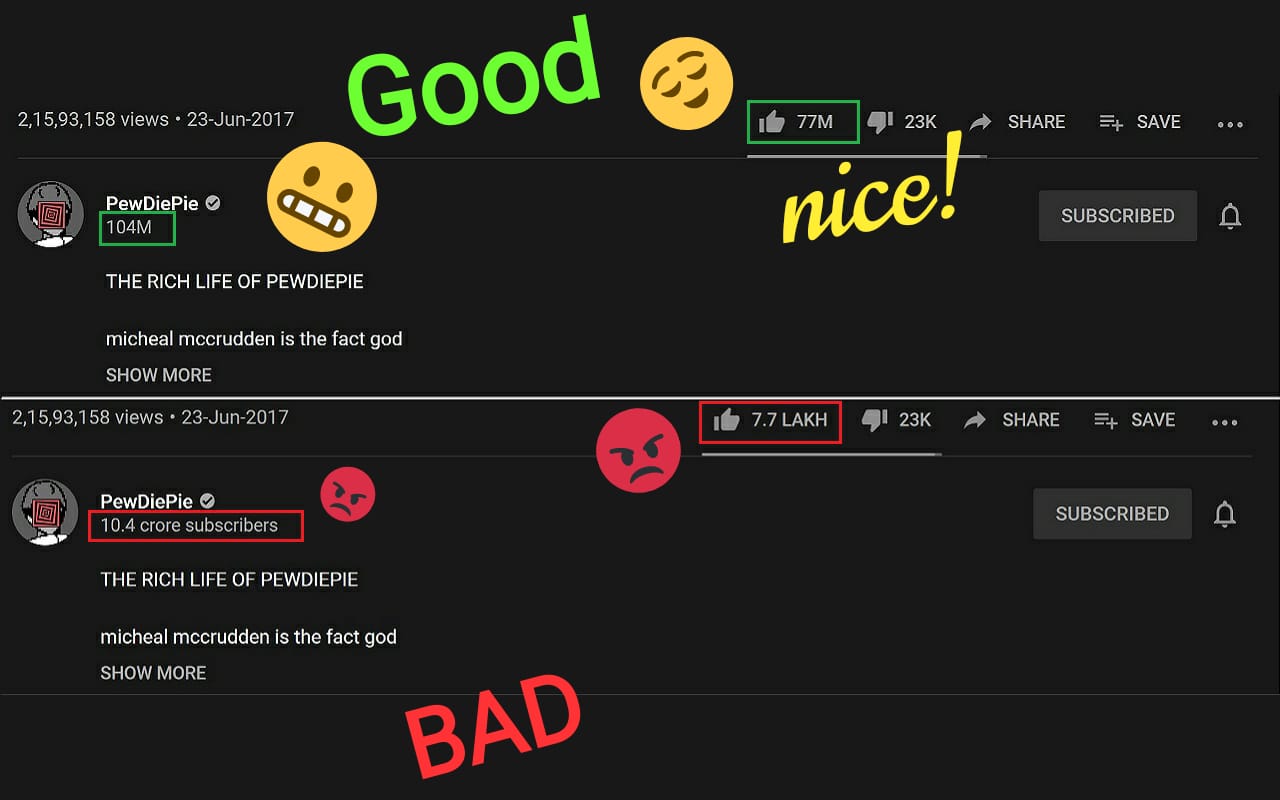 Good
2,15,93,158 views • 23-Jun-2017
77M 23K SHARE SAVE
nice!
PewDiePie
104M
SUBSCRIBED
THE RICH LIFE OF PEWDIEPIE
micheal mccrudden is the fact god
SHOW MORE
2,15,93,158 views • 23-Jun-2017
7.7 LAKH 23K SHARE SAVE
PewDiePie
10.4 crore subscribers
SUBSCRIBED
THE RICH LIFE OF PEWDIEPIE
micheal mccrudden is the fact god
SHOW MORE
BAD